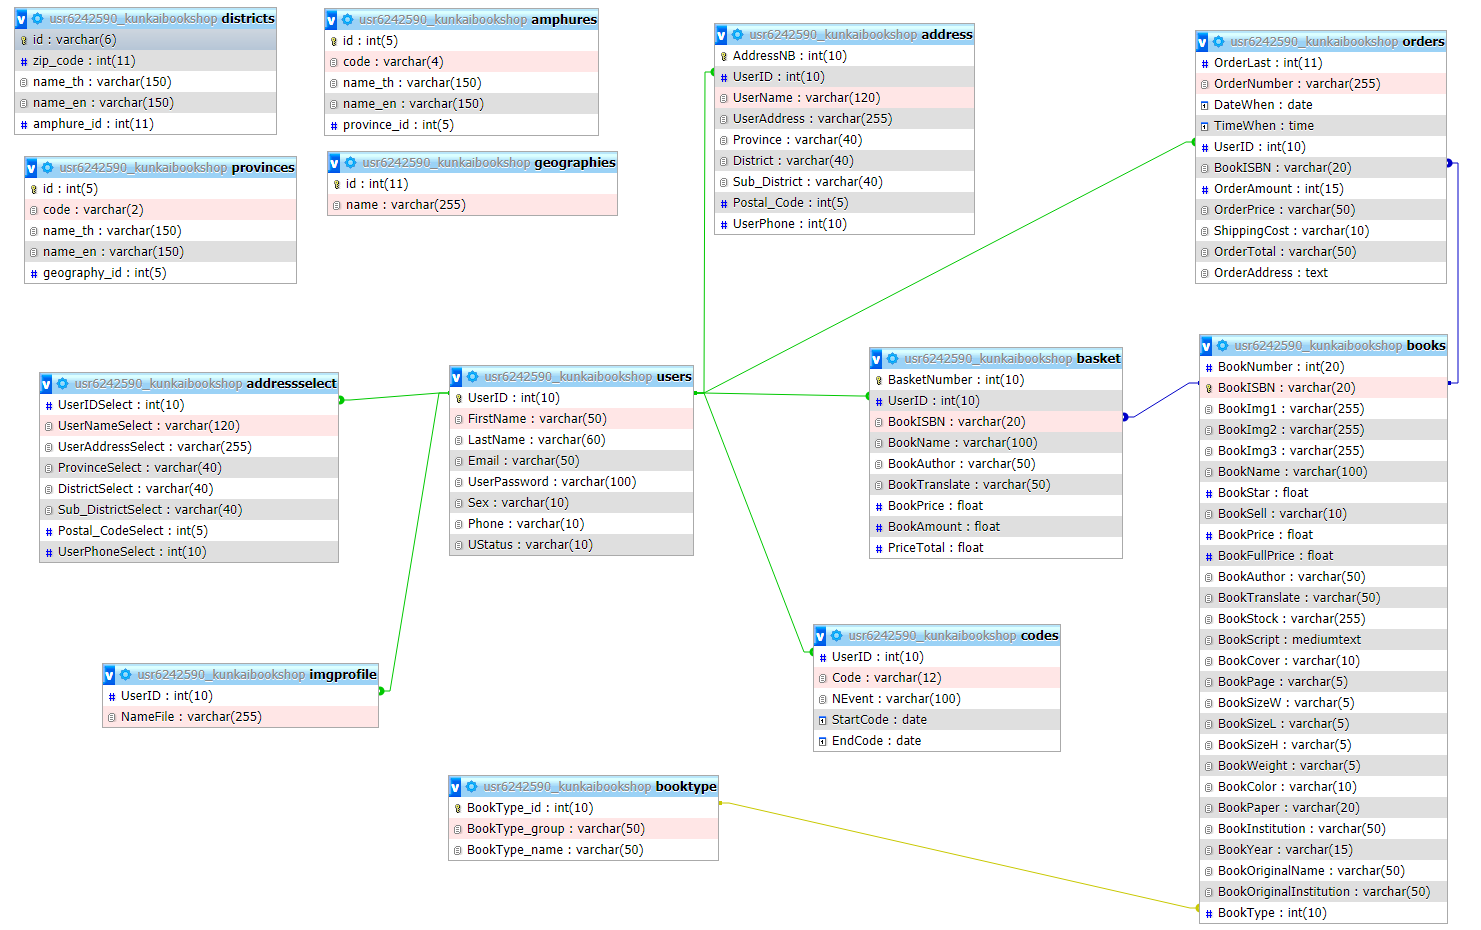 usr6242590_kunkaibookshop districts
id : varchar(6)
zip_code : int(11)
name_th : varchar(150)
name_en : varchar(150)
amphure_id : int(11)
usr6242590_kunkaibookshop amphures
id : int(5)
code : varchar(4)
name_th : varchar(150)
name_en : varchar(150)
province_id : int(5)
usr6242590_kunkaibookshop address
AddressNB : int(10)
UserID : int(10)
UserName : varchar(120)
UserAddress : varchar(255)
Province : varchar(40)
District : varchar(40)
Sub_District : varchar(40)
Postal_Code : int(5)
UserPhone : int(10)
usr6242590_kunkaibookshop orders
OrderLast : int(11)
OrderNumber : varchar(255)
DateWhen : date
TimeWhen : time
UserID : int(10)
BookISBN : varchar(20)
OrderAmount : int(15)
OrderPrice : varchar(50)
ShippingCost : varchar(10)
OrderTotal : varchar(50)
OrderAddress : text
usr6242590_kunkaibookshop provinces
id : int(5)
code : varchar(2)
name_th : varchar(150)
name_en : varchar(150)
geography_id : int(5)
usr6242590_kunkaibookshop geographies
id : int(11)
name : varchar(255)
usr6242590_kunkaibookshop addressselect
UserIDSelect : int(10)
UserNameSelect : varchar(120)
UserAddressSelect : varchar(255)
ProvinceSelect : varchar(40)
DistrictSelect : varchar(40)
Sub_DistrictSelect : varchar(40)
Postal_CodeSelect : int(5)
UserPhoneSelect : int(10)
usr6242590_kunkaibookshop users
UserID : int(10)
FirstName : varchar(50)
LastName : varchar(60)
Email : varchar(50)
UserPassword : varchar(100)
Sex : varchar(10)
Phone : varchar(10)
UStatus : varchar(10)
usr6242590_kunkaibookshop basket
BasketNumber : int(10)
UserID : int(10)
BookISBN : varchar(20)
BookName : varchar(100)
BookAuthor : varchar(50)
BookTranslate : varchar(50)
BookPrice : float
BookAmount : float
PriceTotal : float
usr6242590_kunkaibookshop books
BookNumber : int(20)
BookISBN : varchar(20)
BookImg1 : varchar(255)
BookImg2 : varchar(255)
BookImg3 : varchar(255)
BookName : varchar(100)
BookStar : float
BookSell : varchar(10)
BookPrice : float
BookFullPrice : float
BookAuthor : varchar(50)
BookTranslate : varchar(50)
BookStock : varchar(255)
BookScript : mediumtext
BookCover : varchar(10)
BookPage : varchar(5)
BookSizeW : varchar(5)
BookSizeL : varchar(5)
BookSizeH : varchar(5)
BookWeight : varchar(5)
BookColor : varchar(10)
BookPaper : varchar(20)
BookInstitution : varchar(50)
BookYear : varchar(15)
BookOriginalName : varchar(50)
BookOriginalInstitution : varchar(50)
BookType : int(10)
usr6242590_kunkaibookshop imgprofile
UserID : int(10)
NameFile : varchar(255)
usr6242590_kunkaibookshop codes
UserID : int(10)
Code : varchar(12)
NEvent : varchar(100)
StartCode : date
EndCode : date
usr6242590_kunkaibookshop booktype
BookType_id : int(10)
BookType_group : varchar(50)
BookType_name : varchar(50)